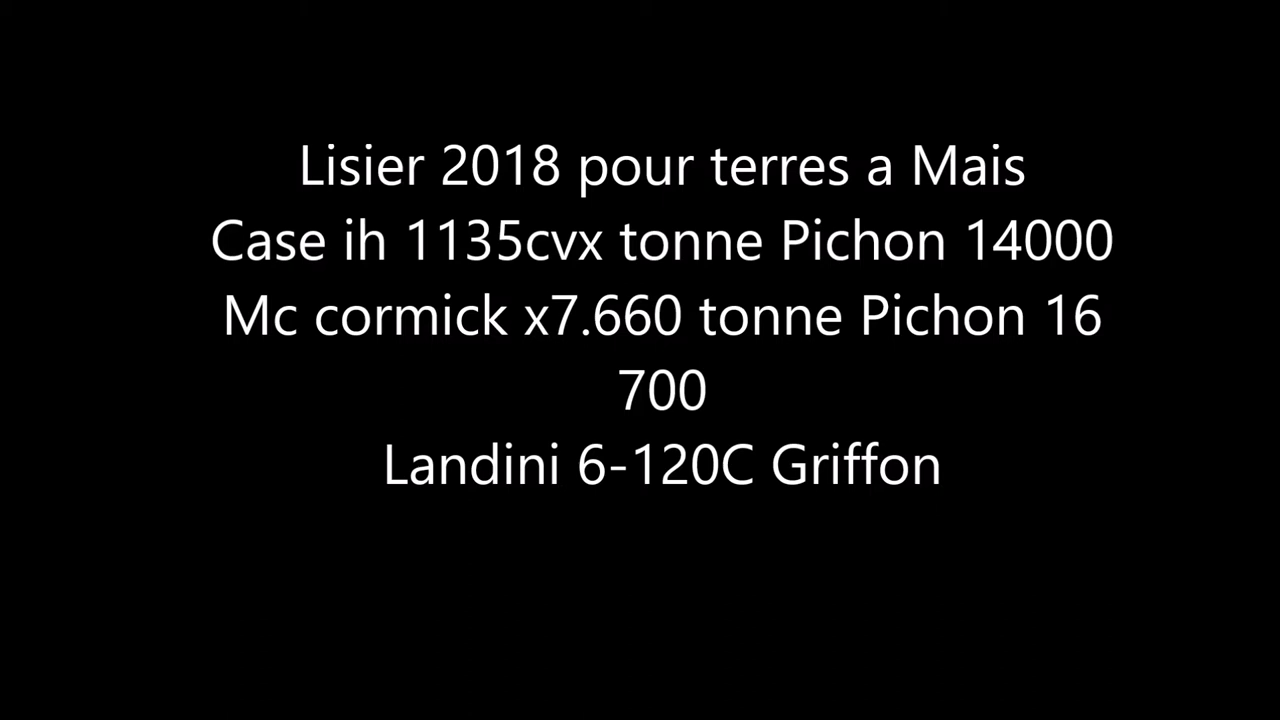 Lisier 2018 pour terres a Mais
Case ih 1135cvx tonne Pichon 14000
Mc cormick x7.660 tonne Pichon 16
700
Landini 6-120C Griffon